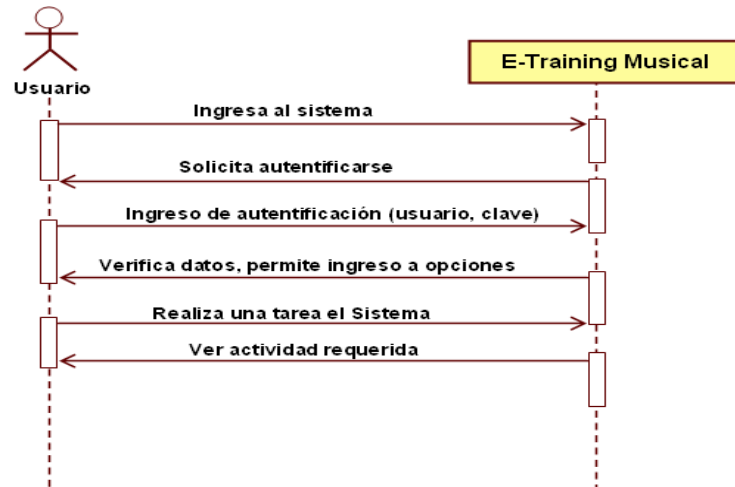 E-Training Musical
Usuario
Ingresa al sistema
Solicita autentificarse
Ingreso de autentificación (usuario, clave)
Verifica datos, permite ingreso a opciones
Realiza una tarea el Sistema
Ver actividad requerida